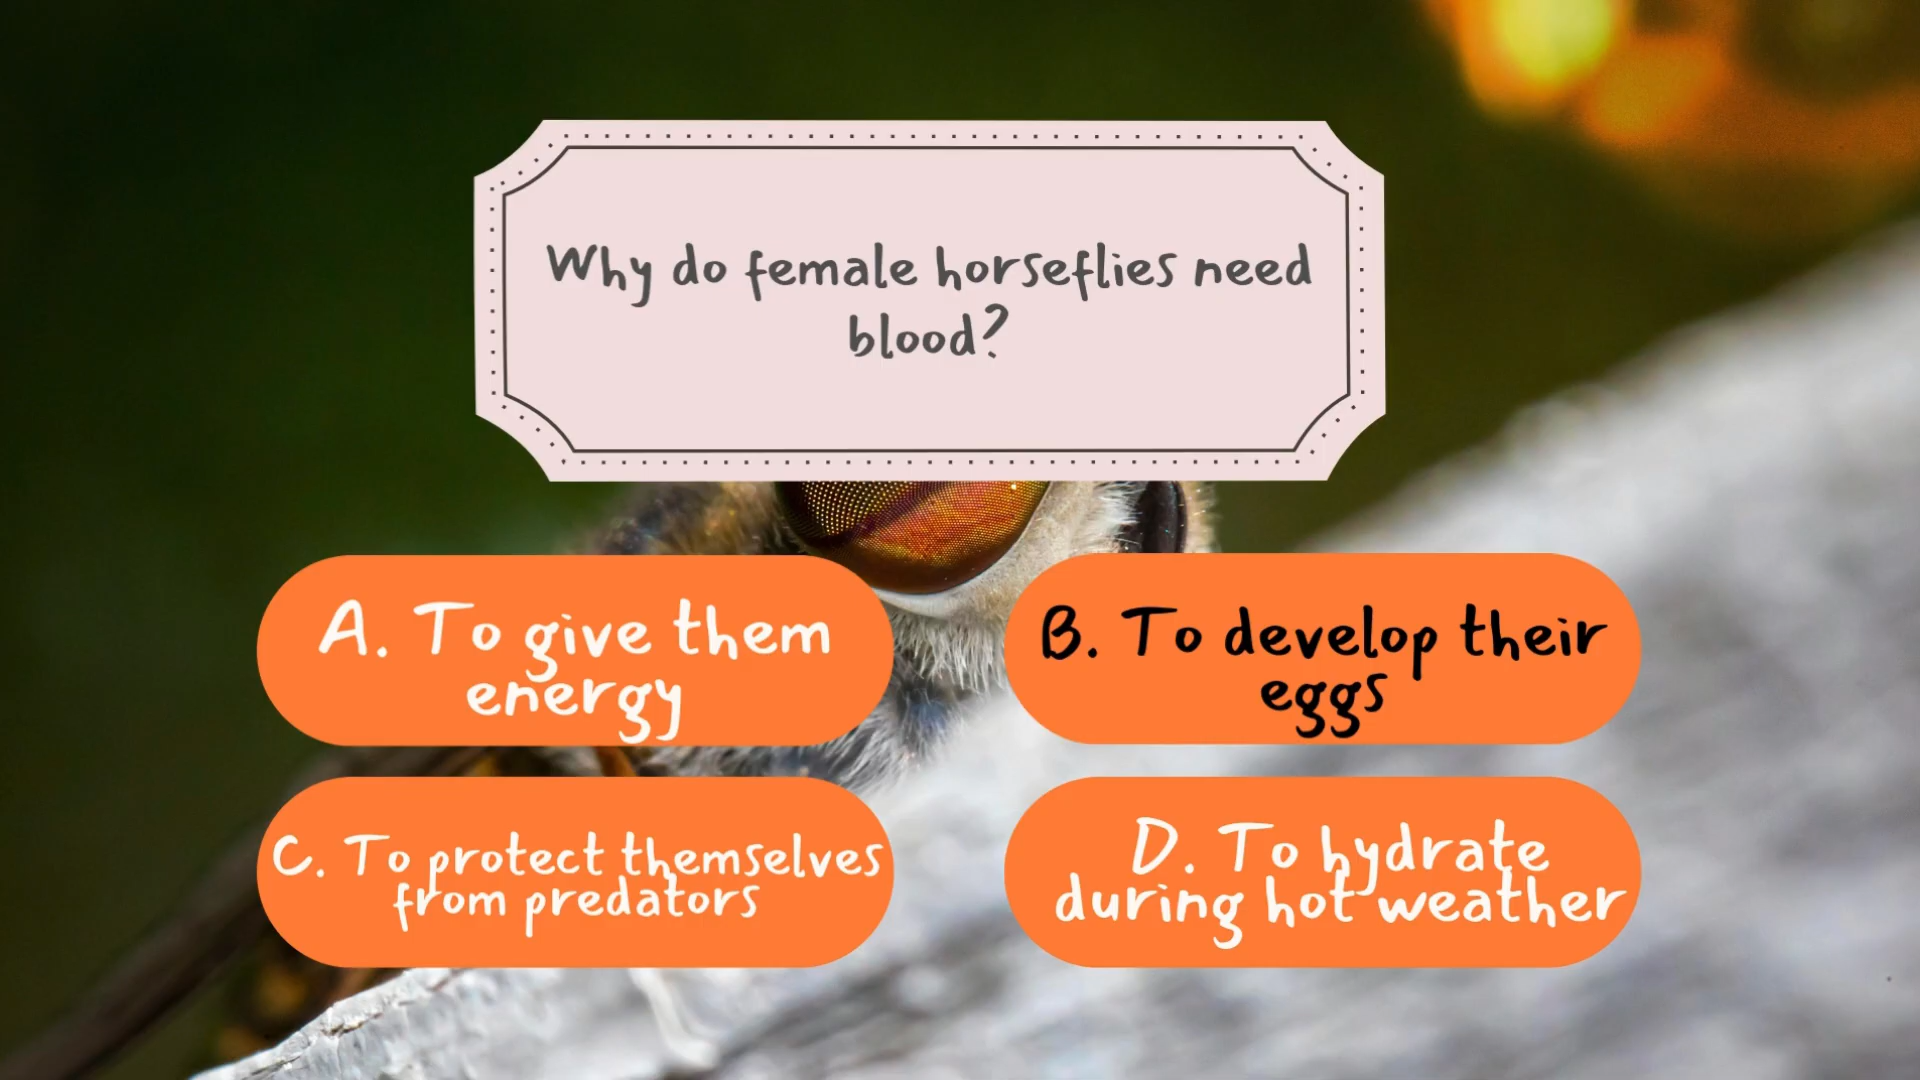 Why do female horseflies need
blood?
A. To give them
energy
B. To develop their
eggs
C. To protect themselves
from predators
D. To hydrate
during hot weather